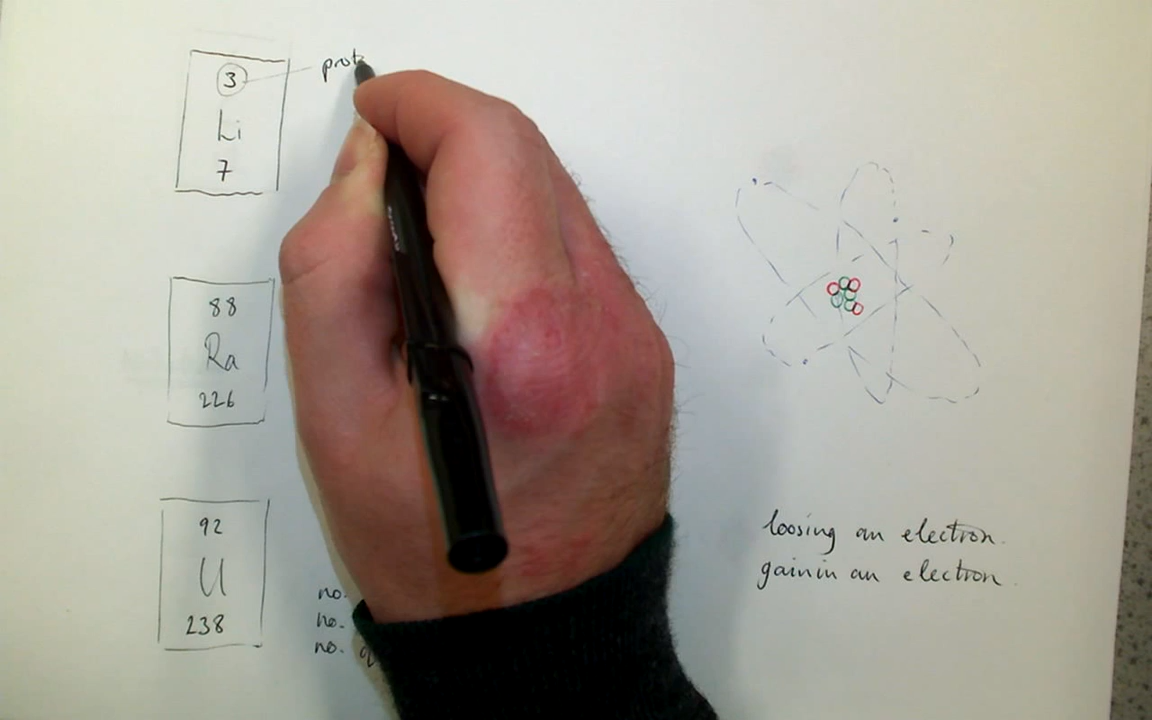 3
prot
Li
7
88
Ra
226
92
U
238
no.
no.
no.
loosing an electron.
gainin an electron.